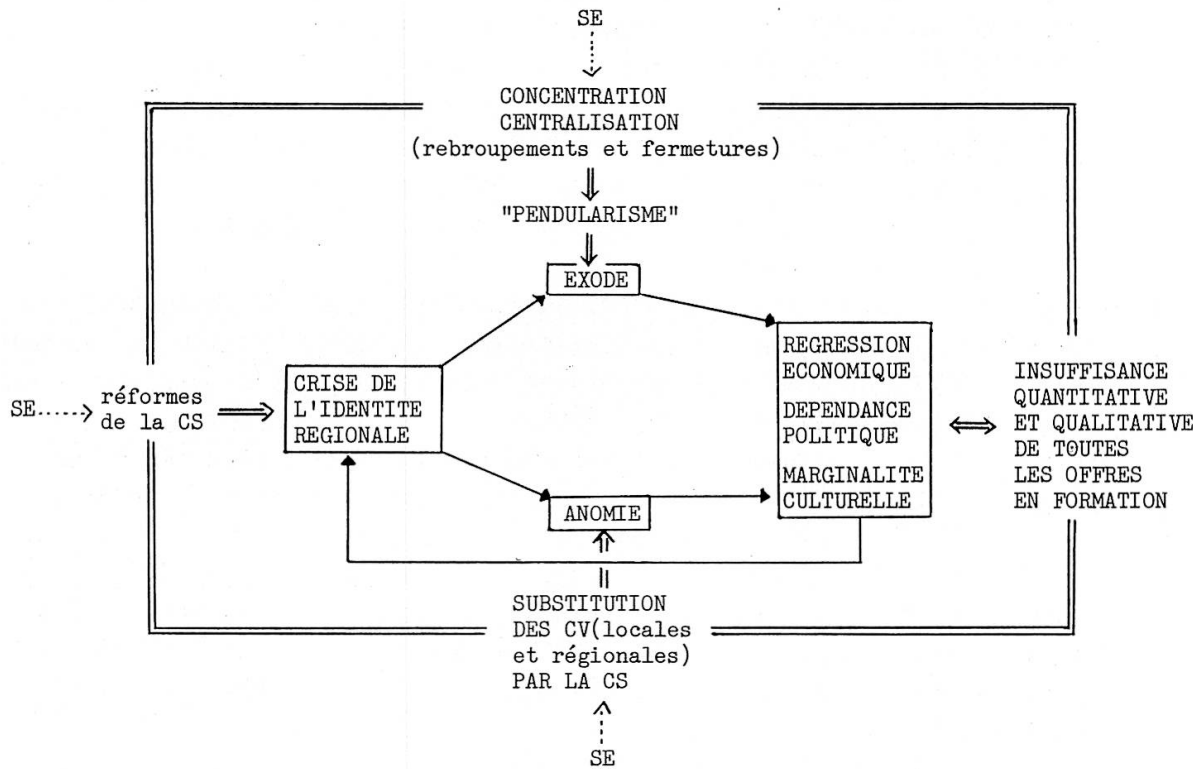 SE
CONCENTRATION
CENTRALISATION
(rebroupements et fermetures)
"PENDULARISME"
EXODE
SE
réformes
de la CS
CRISE DE
L'IDENTITE
REGIONALE
REGRESSION
ECONOMIQUE
DEPENDANCE
POLITIQUE
MARGINALITE
CULTURELLE
INSUFFISANCE
QUANTITATIVE
ET QUALITATIVE
DE TOUTES
LES OFFRES
EN FORMATION
ANOMIE
SUBSTITUTION
DES CV(locales
et régionales)
PAR LA CS
SE